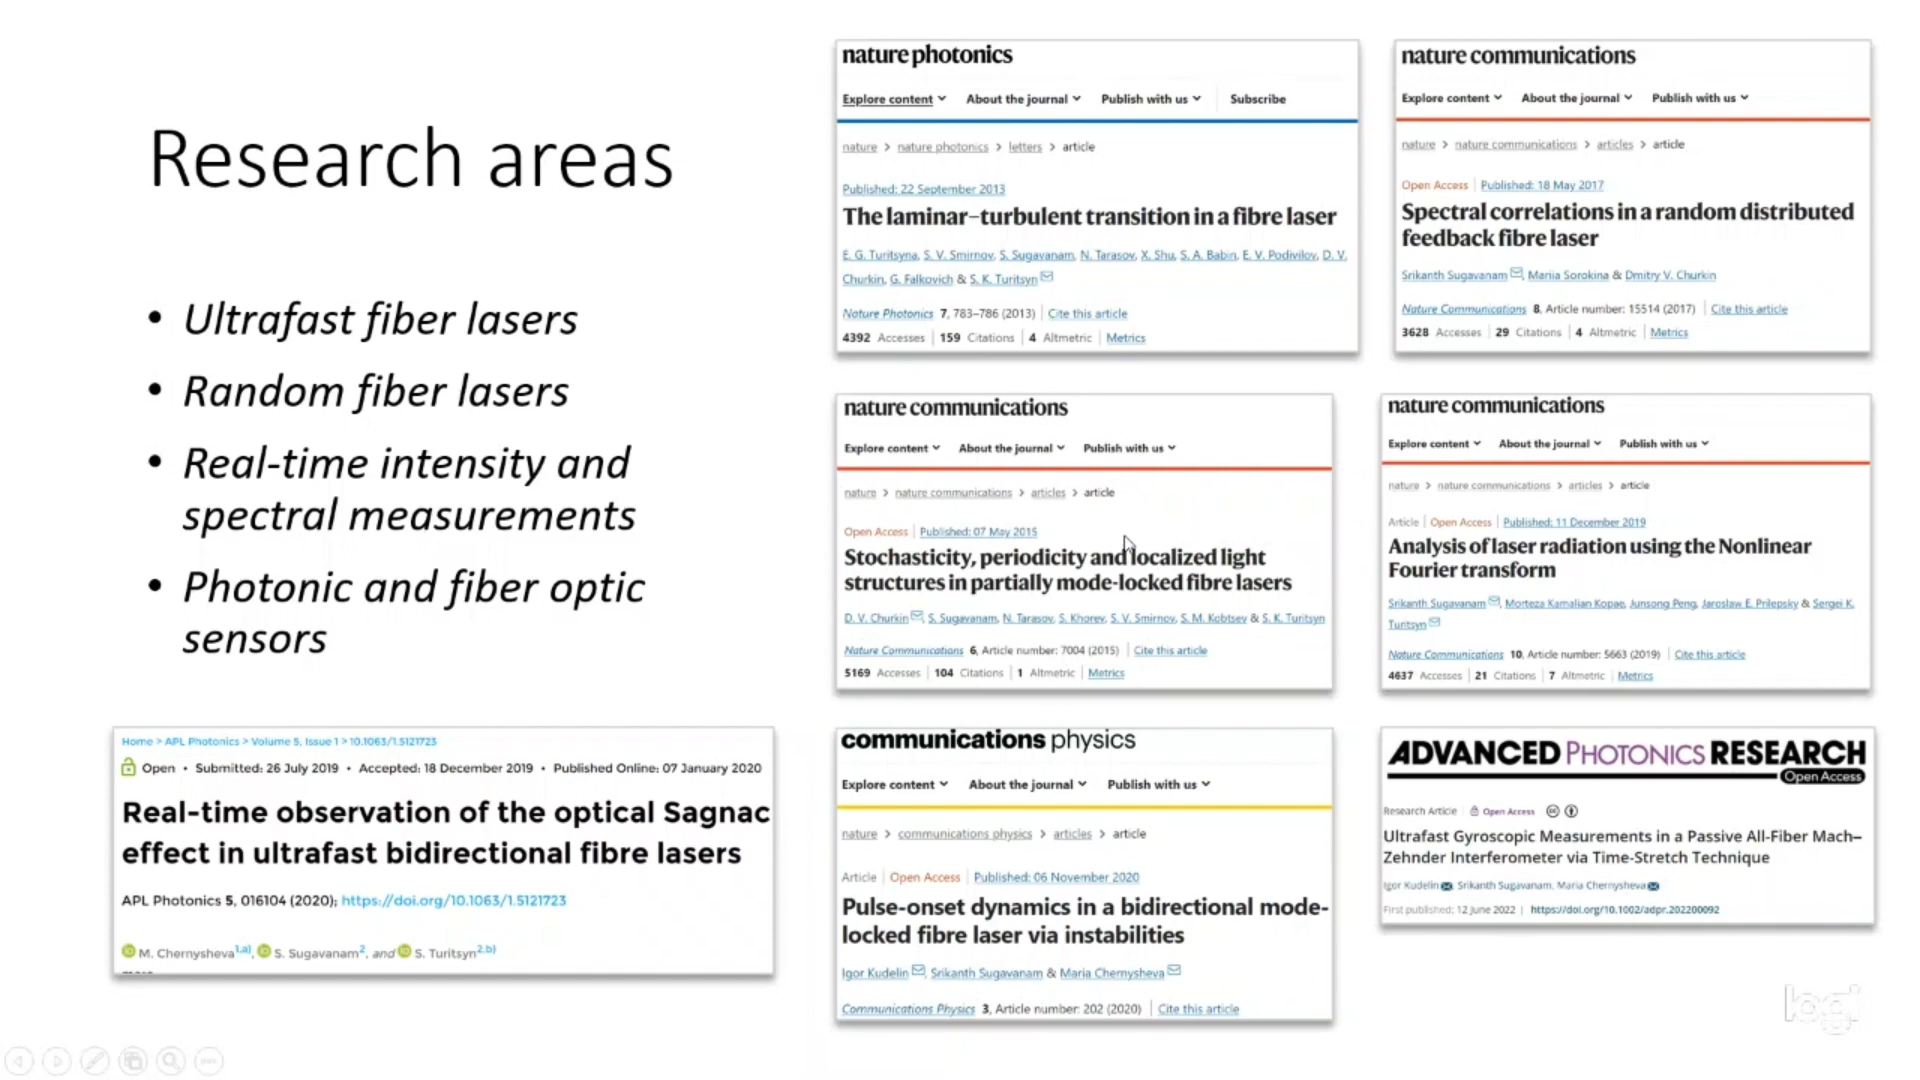 Research areas
• Ultrafast fiber lasers
• Random fiber lasers
• Real-time intensity and
spectral measurements
• Photonic and fiber optic
sensors
nature photonics
Explore content About the journal Publish with us Subscribe
nature > nature photonics > letters > article
Published: 22 September 2013
The laminar–turbulent transition in a fibre laser
E. G. Turitsyna, S. V. Smirnov, S. Sugavanam, N. Tarasov, X. Shu, S. A. Babin, E. V. Podivilov, D. V.
Churkin, G. Falkovich & S. K. Turitsyn
Nature Photonics 7, 783–786 (2013) | Cite this article
4392 Accesses | 159 Citations | 4 Altmetric | Metrics
nature communications
Explore content About the journal Publish with us
nature > nature communications > articles > article
Open Access | Published: 18 May 2017
Spectral correlations in a random distributed
feedback fibre laser
Srikanth Sugavanam, Mariia Sorokina & Dmitry V. Churkin
Nature Communications 8, Article number: 15514 (2017) | Cite this article
3628 Accesses | 29 Citations | 4 Altmetric | Metrics
nature communications
Explore content About the journal Publish with us
nature > nature communications > articles > article
Open Access | Published: 07 May 2015
Stochasticity, periodicity and localized light
structures in partially mode-locked fibre lasers
D. V. Churkin, S. Sugavanam, N. Tarasov, S. Khorev, S. V. Smirnov, S. M. Kobtsev & S. K. Turitsyn
Nature Communications 6, Article number: 7004 (2015) | Cite this article
5169 Accesses | 104 Citations | 1 Altmetric | Metrics
nature communications
Explore content About the journal Publish with us
nature > nature communications > articles > article
Article | Open Access | Published: 11 December 2019
Analysis of laser radiation using the Nonlinear
Fourier transform
Srikanth Sugavanam, Morteza Kamalian Kopae, Junsong Peng, Jaroslaw E. Prilepsky & Sergei K.
Turitsyn
Nature Communications 10, Article number: 5663 (2019) | Cite this article
4637 Accesses | 21 Citations | 7 Altmetric | Metrics
Home > APL Photonics > Volume 5, Issue 1 > 10.1063/1.5121723
Open • Submitted: 26 July 2019 • Accepted: 18 December 2019 • Published Online: 07 January 2020
Real-time observation of the optical Sagnac
effect in ultrafast bidirectional fibre lasers
APL Photonics 5, 016104 (2020); https://doi.org/10.1063/1.5121723
M. Chernysheva1,a), S. Sugavanam2, and S. Turitsyn2,b)
communications physics
Explore content About the journal Publish with us
nature > communications physics > articles > article
Article | Open Access | Published: 06 November 2020
Pulse-onset dynamics in a bidirectional mode-
locked fibre laser via instabilities
Igor Kudelin, Srikanth Sugavanam & Maria Chernysheva
Communications Physics 3, Article number: 202 (2020) | Cite this article
ADVANCED PHOTONICS RESEARCH
Open Access
Research Article Open Access
Ultrafast Gyroscopic Measurements in a Passive All-Fiber Mach–
Zehnder Interferometer via Time-Stretch Technique
Igor Kudelin, Srikanth Sugavanam, Maria Chernysheva
First published: 12 June 2022 | https://doi.org/10.1002/adpr.202200092